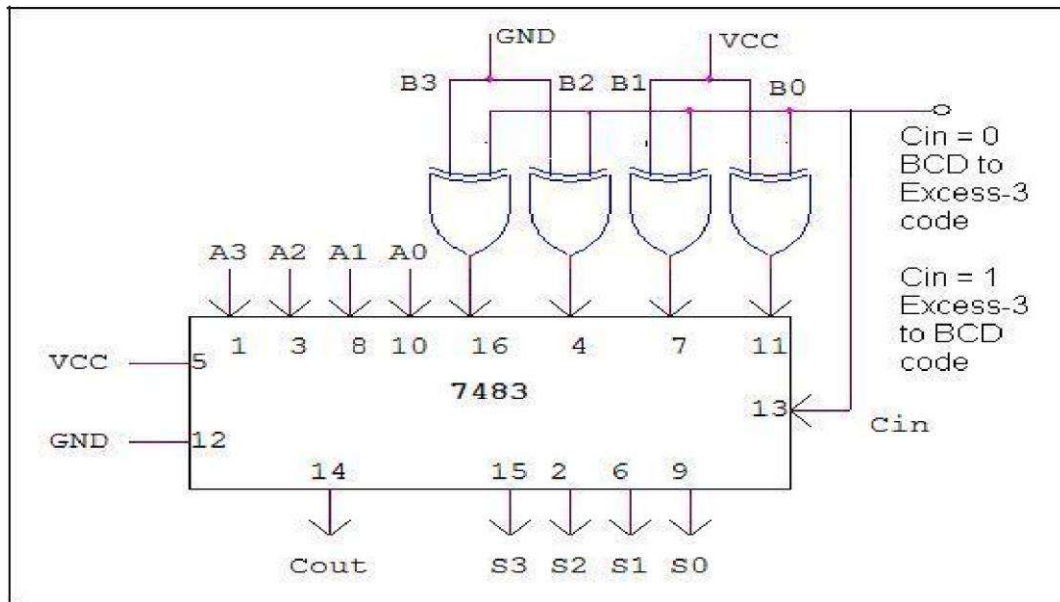 GND VCC
B3 B2 B1 B0
Cin = 0
BCD to
Excess-3
code
A3 A2 A1 A0
Cin = 1
Excess-3
to BCD
code
1 3 8 10 16 4 7 11
VCC 5
7483
13
Cin
GND 12
14 15 2 6 9
Cout S3 S2 S1 S0